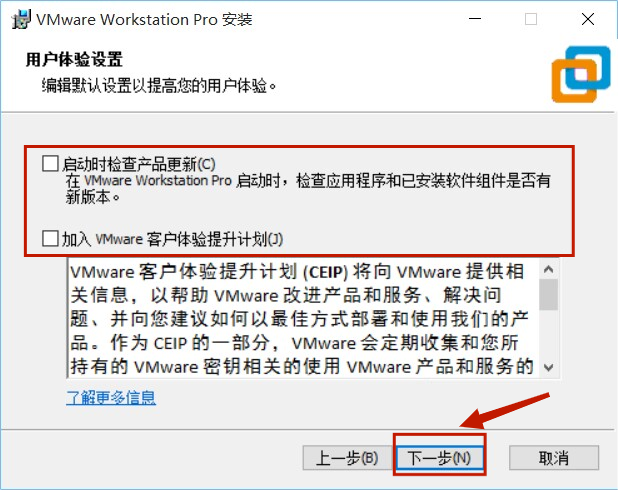 VMware Workstation Pro 安装
用户体验设置
编辑默认设置以提高您的用户体验。
启动时检查产品更新(C)
在 VMware Workstation Pro 启动时，检查应用程序和已安装软件组件是否有
新版本。
加入 VMware 客户体验提升计划(J)
VMware 客户体验提升计划 (CEIP) 将向 VMware 提供相
关信息，以帮助 VMware 改进产品和服务、解决问
题、并向您建议如何以最佳方式部署和使用我们的产
品。作为 CEIP 的一部分，VMware 会定期收集和您所
持有的 VMware 密钥相关的使用 VMware 产品和服务的
了解更多信息
上一步(B) 下一步(N) 取消